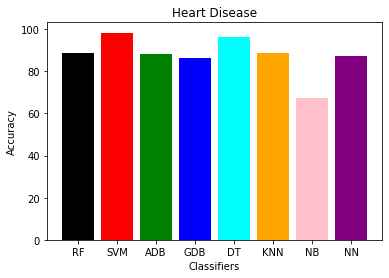 Heart Disease
Accuracy
100
80
60
40
20
0
RF SVM ADB GDB DT KNN NB NN
Classifiers